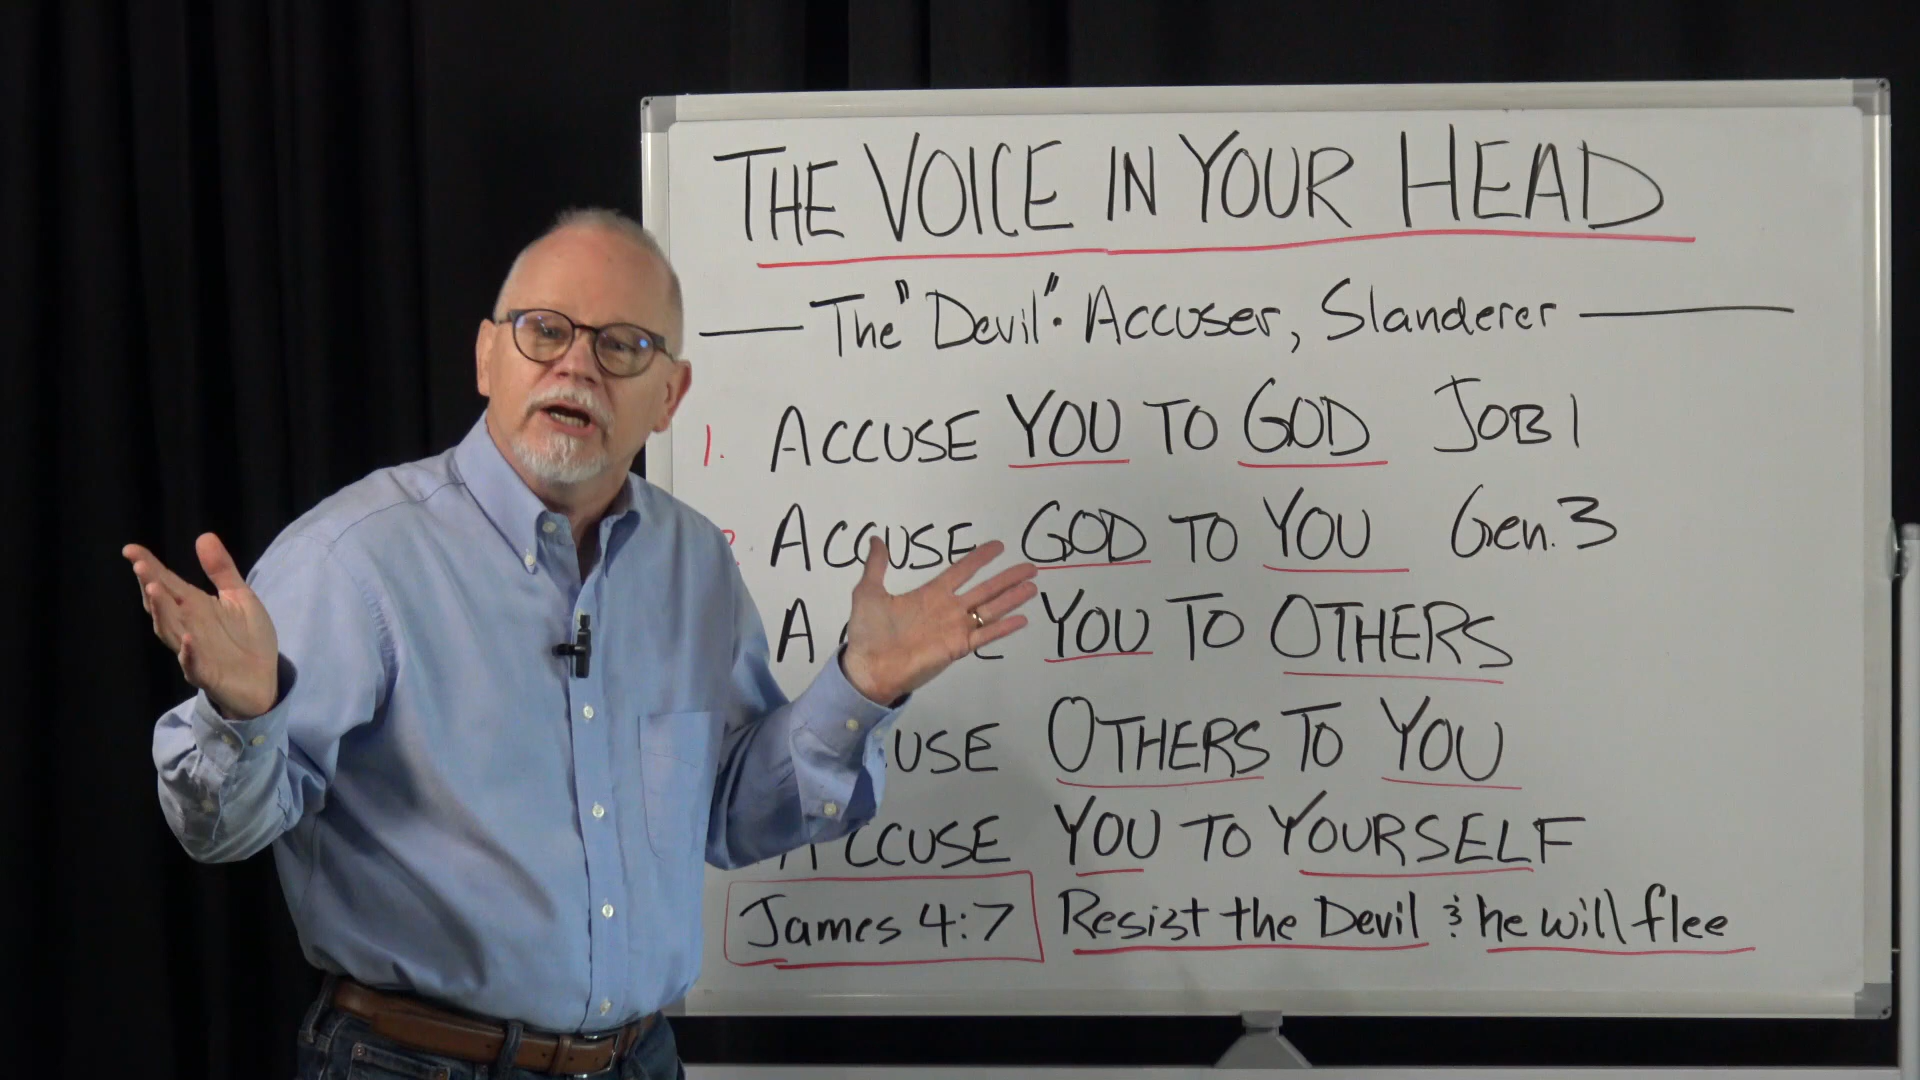 THE VOICE IN YOUR HEAD
The "Devil": Accuser, Slanderer
1. ACCUSE YOU TO GOD JOB 1
ACCUSE GOD TO YOU Gen. 3
YOU TO OTHERS
OTHERS TO YOU
ACCUSE YOU TO YOURSELF
James 4:7 Resist the Devil & he will flee